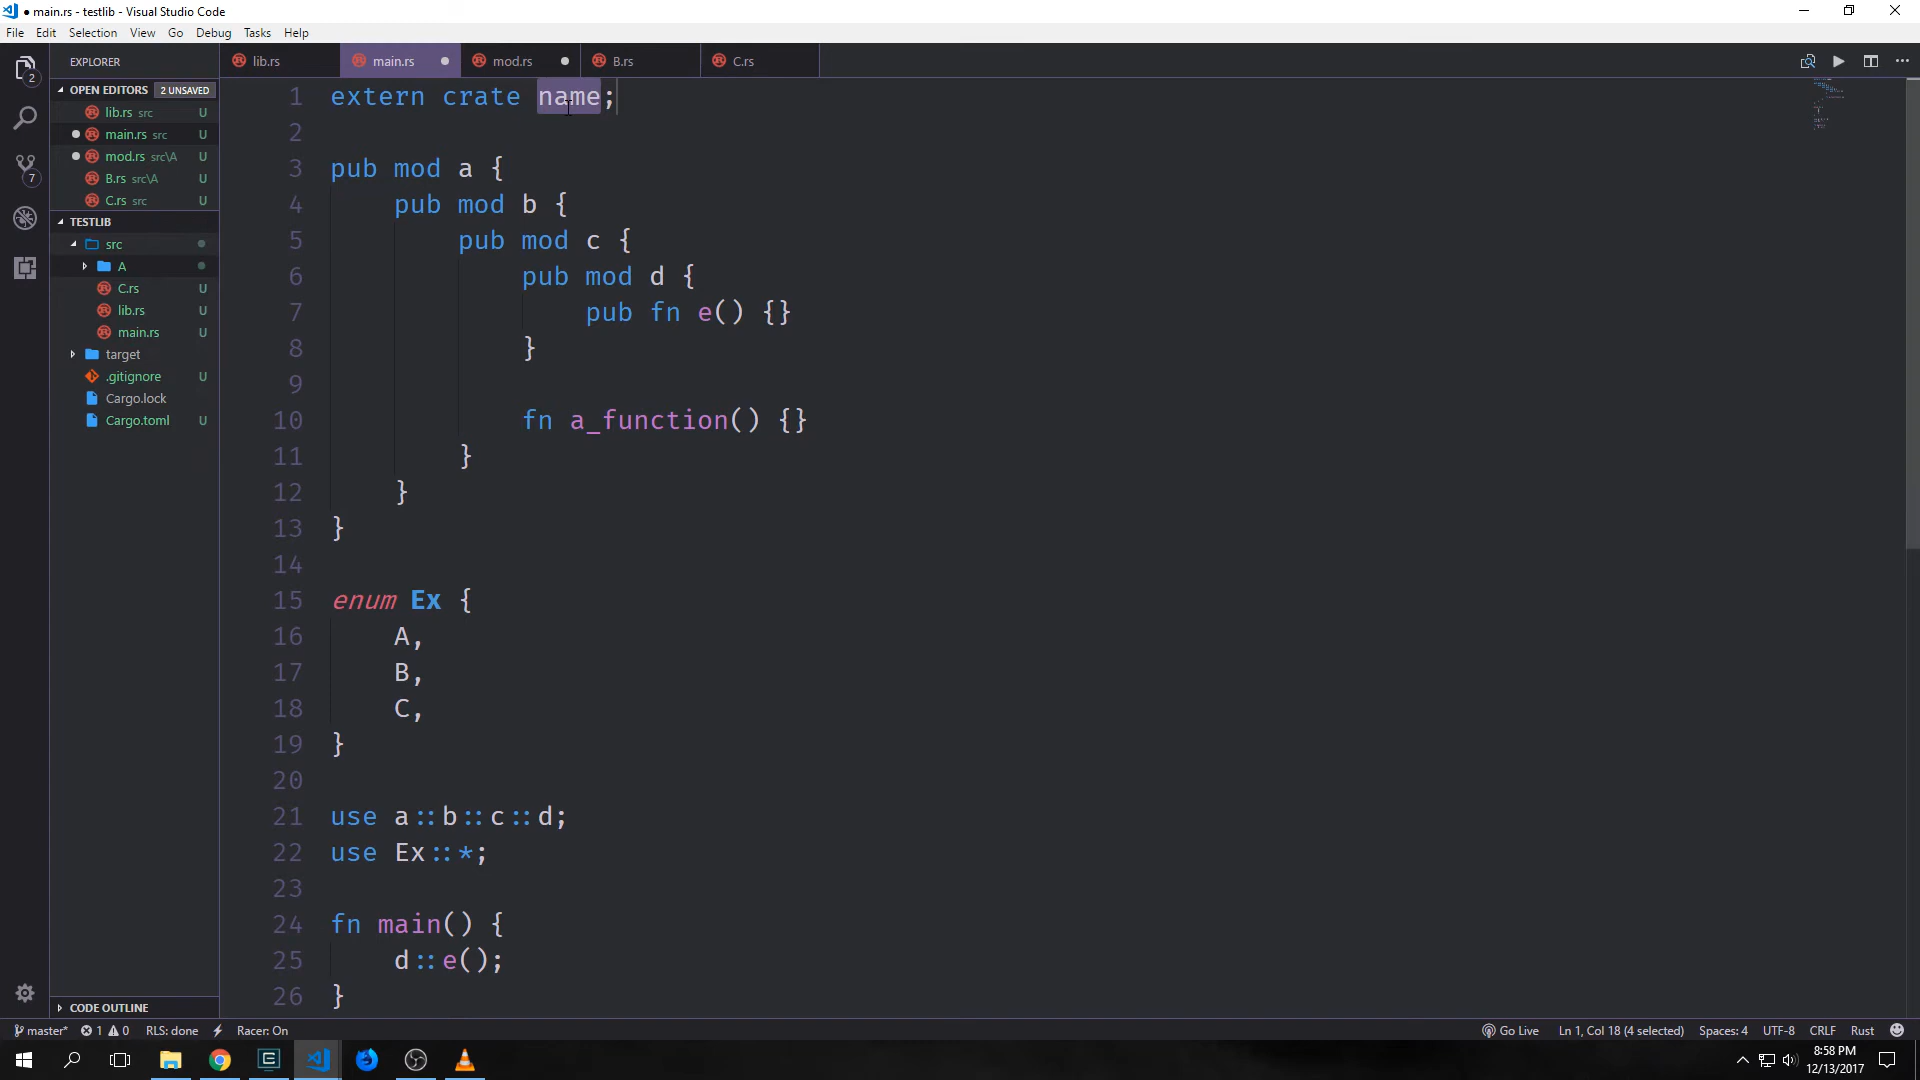 ● main.rs - testlib - Visual Studio Code
File Edit Selection View Go Debug Tasks Help
EXPLORER
OPEN EDITORS 2 UNSAVED
lib.rs src U
main.rs src U
mod.rs src\A U
B.rs src\A U
C.rs src U
TESTLIB
src
A
C.rs U
lib.rs U
main.rs U
target
.gitignore U
Cargo.lock
Cargo.toml U
CODE OUTLINE
2
7
lib.rs main.rs mod.rs B.rs C.rs
1 extern crate name;
2
3 pub mod a {
4 pub mod b {
5 pub mod c {
6 pub mod d {
7 pub fn e() {}
8 }
9
10 fn a_function() {}
11 }
12 }
13 }
14
15 enum Ex {
16 A,
17 B,
18 C,
19 }
20
21 use a::b::c::d;
22 use Ex::*;
23
24 fn main() {
25 d::e();
26 }
master* 1 0 RLS: done Racer: On Go Live Ln 1, Col 18 (4 selected) Spaces: 4 UTF-8 CRLF Rust
8:58 PM
12/13/2017